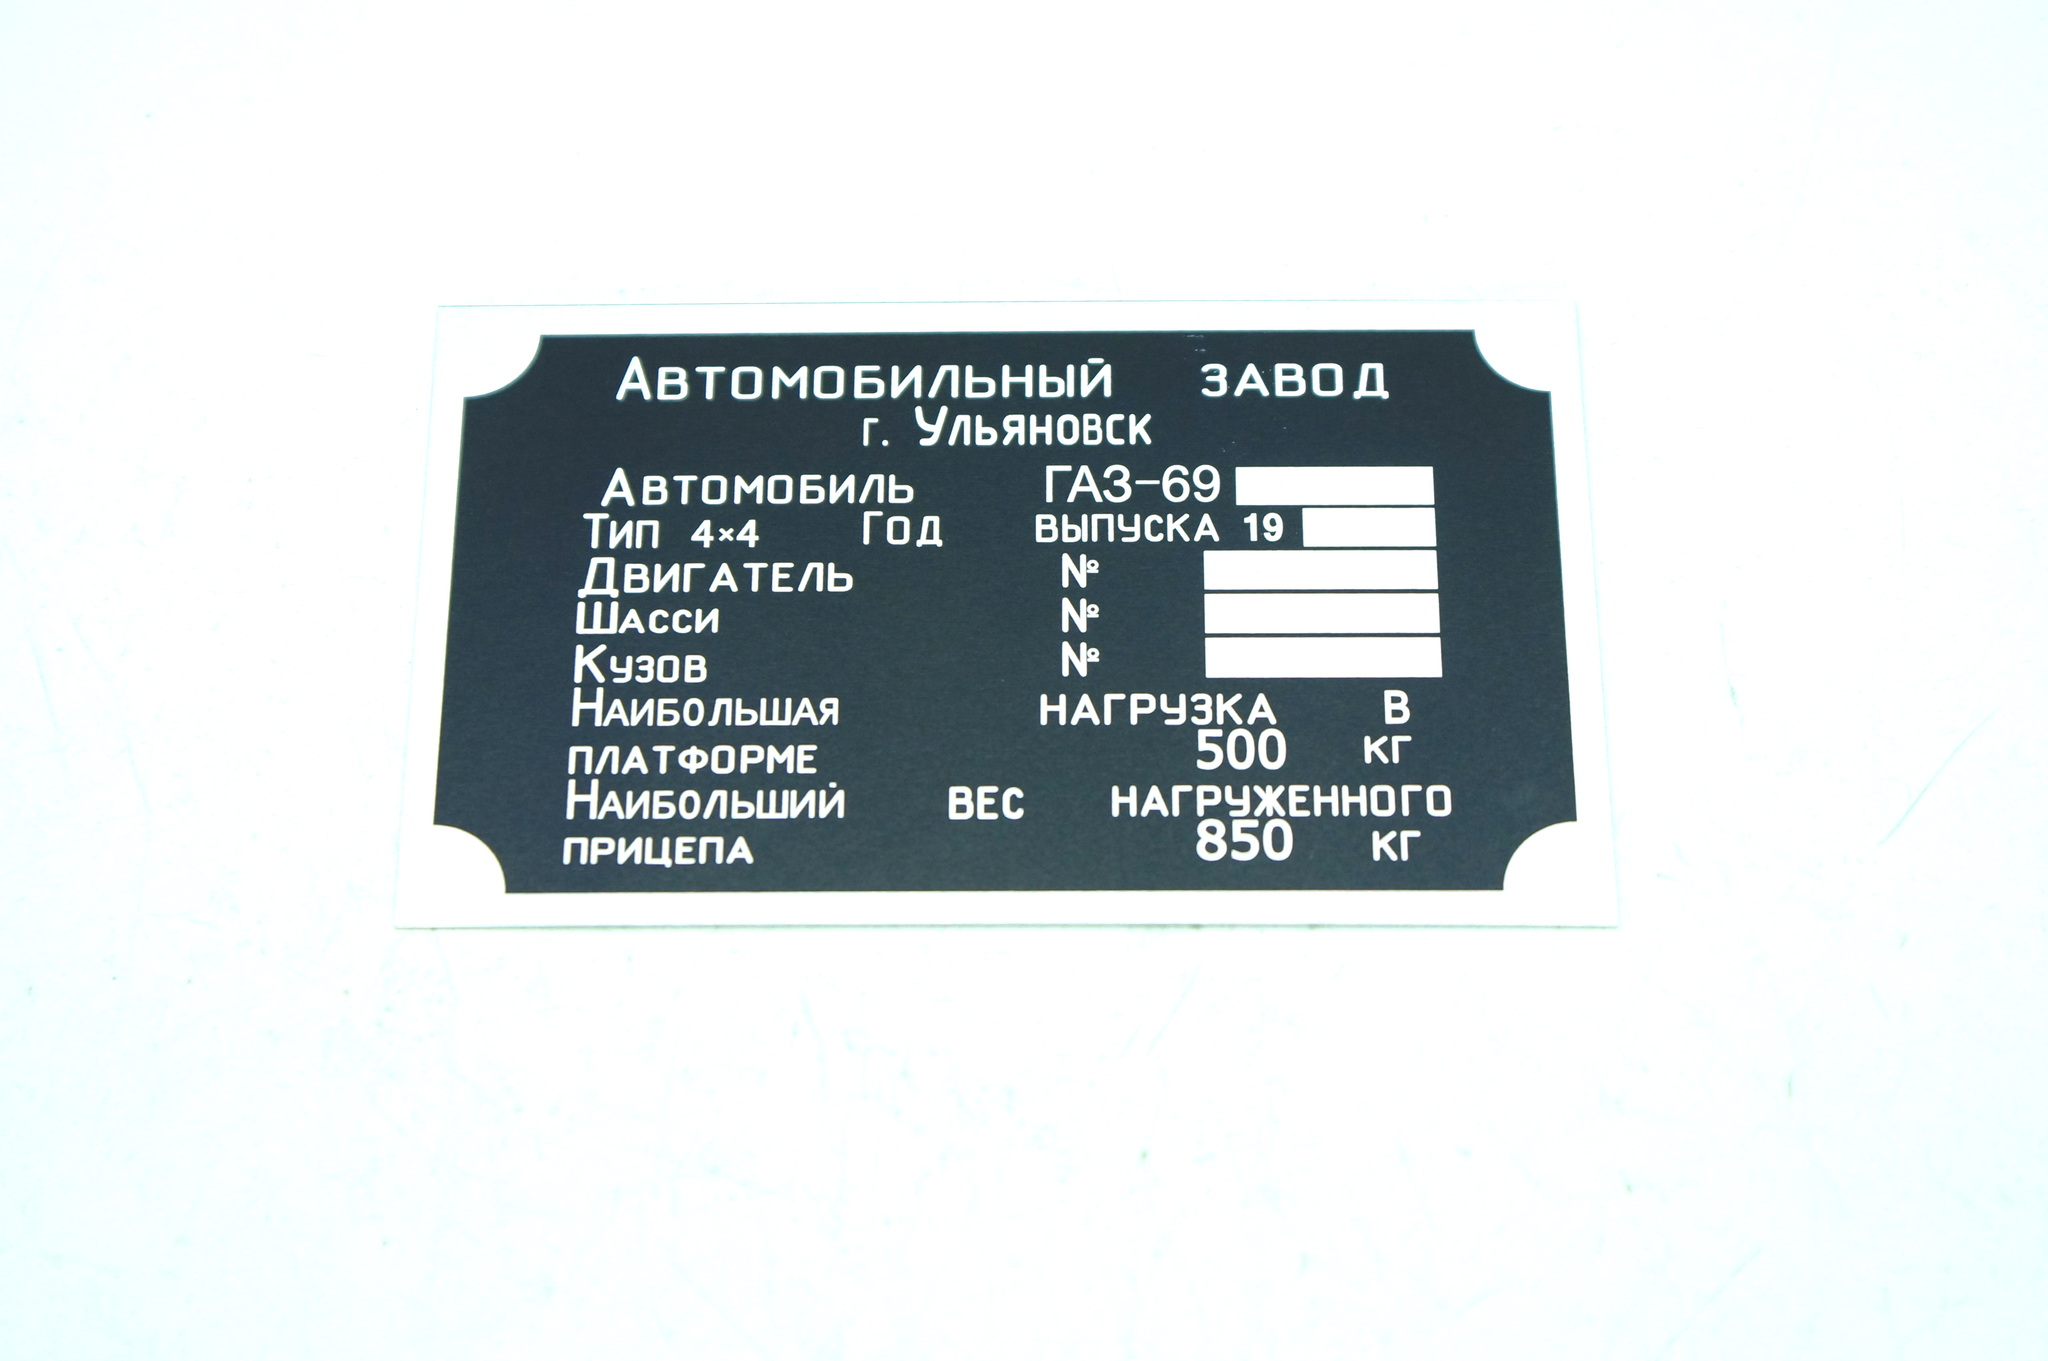 Автомобильный завод
г. Ульяновск
Автомобиль ГАЗ-69
Тип 4×4 Год выпуска 19
Двигатель №
Шасси №
Кузов №
Наибольшая нагрузка в
платформе 500 кг
Наибольший вес нагруженного
прицепа 850 кг